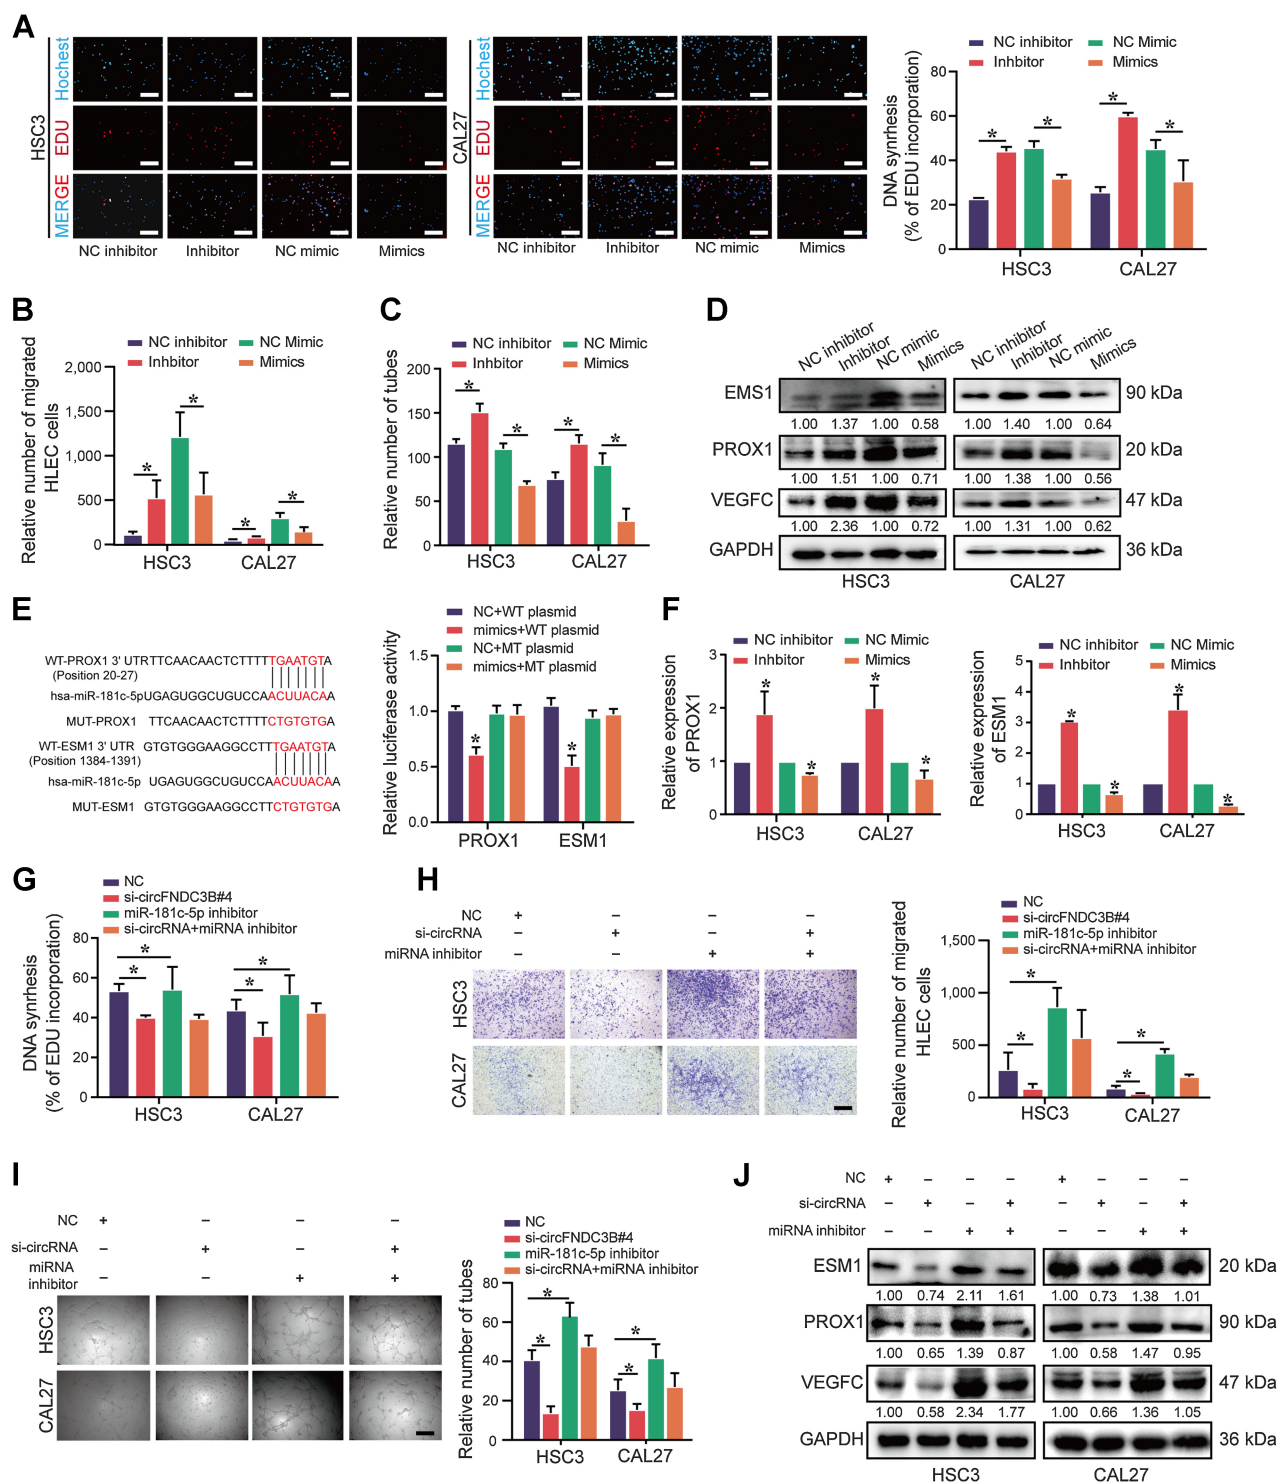 A
HSC3
Hochest
EDU
MERGE
NC inhibitor
Inhibitor
NC mimic
Mimics
CAL27
Hochest
EDU
MERGE
NC inhibitor
Inhibitor
NC mimic
Mimics
NC inhibitor
NC Mimic
Inhbitor
Mimics
DNA synrhesis
(% of EDU incorporation)
80
60
40
20
0
* * * *
HSC3
CAL27
B
NC inhibitor
NC Mimic
Inhbitor
Mimics
Relative number of migrated
HLEC cells
2,000
1,500
1,000
500
0
* * * *
HSC3
CAL27
C
NC inhibitor
NC Mimic
Inhbitor
Mimics
Relative number of tubes
200
150
100
50
0
* * * *
HSC3
CAL27
D
NC inhibitor
Inhibitor
NC mimic
Mimics
NC inhibitor
Inhibitor
NC mimic
Mimics
EMS1
90 kDa
1.00 1.37 1.00 0.58
1.00 1.40 1.00 0.64
PROX1
20 kDa
1.00 1.51 1.00 0.71
1.00 1.38 1.00 0.56
VEGFC
47 kDa
1.00 2.36 1.00 0.72
1.00 1.31 1.00 0.62
GAPDH
36 kDa
HSC3
CAL27
E
WT-PROX1 3' UTRTTCAACAACTCTTTTTGAATGTA
(Position 20-27)
hsa-miR-181c-5pUGAGUGGCUGUCCAACUUACAA
MUT-PROX1 TTCAACAACTCTTTTCTGTGTGA
WT-ESM1 3' UTR GTGTGGGAAGGCCTTTGAATGTA
(Position 1384-1391)
hsa-miR-181c-5p UGAGUGGCUGUCCAACUUACAAA
MUT-ESM1 GTGTGGGAAGGCCTTCTGTGTGA
NC+WT plasmid
mimics+WT plasmid
NC+MT plasmid
mimics+MT plasmid
Relative luciferase activity
1.5
1.0
0.5
0.0
* *
PROX1
ESM1
F
NC inhibitor
NC Mimic
Inhbitor
Mimics
Relative expression
of PROX1
3
2
1
0
* * * *
HSC3
CAL27
NC inhibitor
NC Mimic
Inhbitor
Mimics
Relative expression
of ESM1
5
4
3
2
1
0
* * * *
HSC3
CAL27
G
NC
si-circFNDC3B#4
miR-181c-5p inhibitor
si-circRNA+miRNA inhibitor
DNA synrhesis
(% of EDU incorporation)
80
60
40
20
0
* * * *
HSC3
CAL27
H
NC + – – –
si-circRNA – + – +
miRNA inhibitor – – + +
HSC3
CAL27
NC
si-circFNDC3B#4
miR-181c-5p inhibitor
si-circRNA+miRNA inhibitor
Relative number of migrated
HLEC cells
1,500
1,000
500
0
* * * *
HSC3
CAL27
I
NC + – – –
si-circRNA – + – +
miRNA
inhibitor – – + +
HSC3
CAL27
NC
si-circFNDC3B#4
miR-181c-5p inhibitor
si-circRNA+miRNA inhibitor
Relative number of tubes
80
60
40
20
0
* * * *
HSC3
CAL27
J
NC + – – – + – – –
si-circRNA – + – + – + – +
miRNA inhibitor – – + + – – + +
ESM1
20 kDa
1.00 0.74 2.11 1.61
1.00 0.73 1.38 1.01
PROX1
90 kDa
1.00 0.65 1.39 0.87
1.00 0.58 1.47 0.95
VEGFC
47 kDa
1.00 0.58 2.34 1.77
1.00 0.66 1.36 1.05
GAPDH
36 kDa
HSC3
CAL27